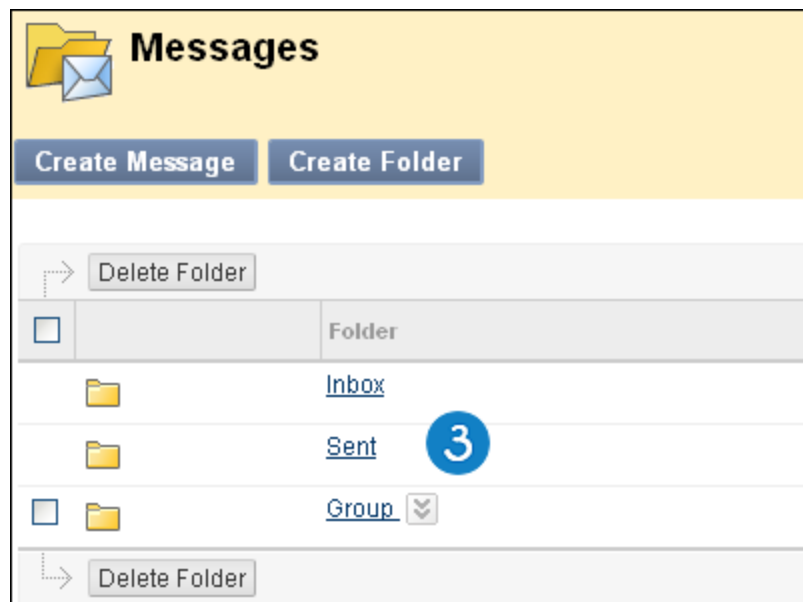 Messages
Create Message Create Folder
Delete Folder
Folder
Inbox
Sent 3
Group
Delete Folder